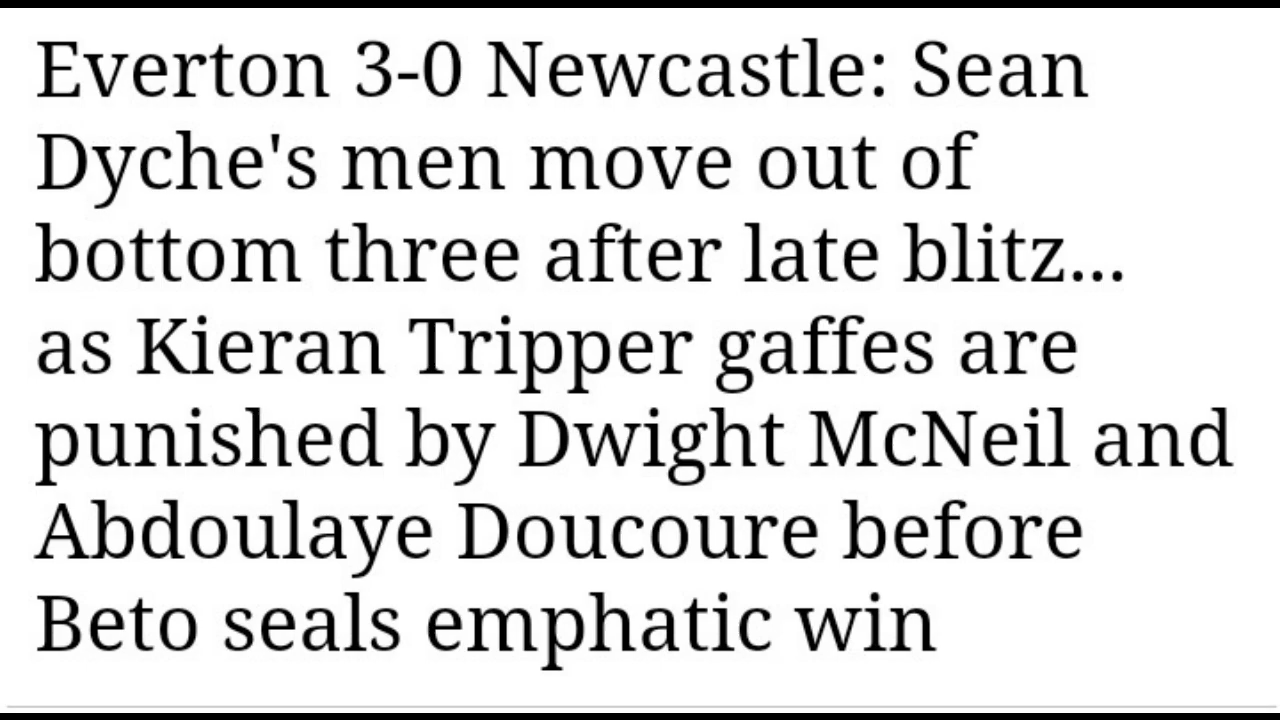 Everton 3-0 Newcastle: Sean
Dyche's men move out of
bottom three after late blitz...
as Kieran Tripper gaffes are
punished by Dwight McNeil and
Abdoulaye Doucoure before
Beto seals emphatic win